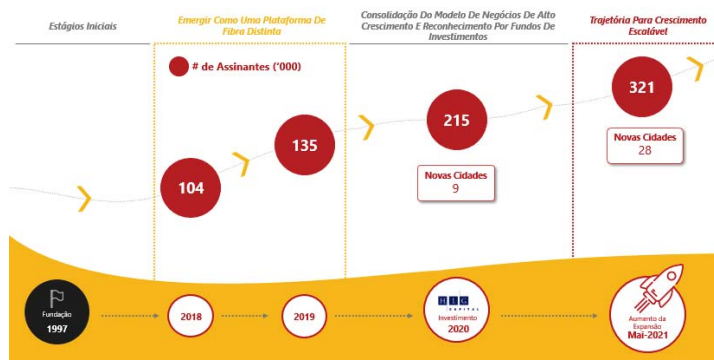 Estágios Iniciais
Emergir Como Uma Plataforma De
Fibra Distinta
Consolidação Do Modelo De Negócios De Alto
Crescimento E Reconhecimento Por Fundos De
Investimentos
Trajetória Para Crescimento
Escalável
# de Assinantes ('000)
104
135
215
321
Novas Cidades
9
Novas Cidades
28
Fundação
1997
2018
2019
H.I.G.
CAPITAL
Investimento
2020
Aumento da
Expansão
Mai-2021